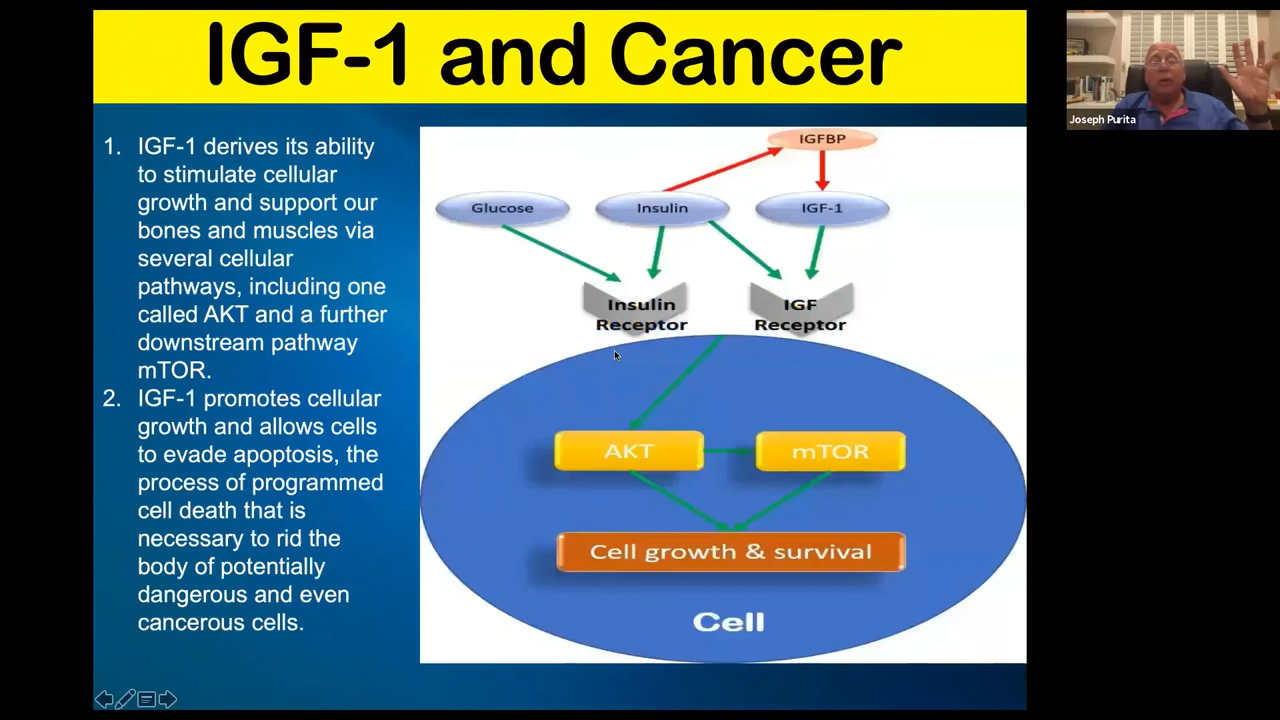 IGF-1 and Cancer
Joseph Purita
1. IGF-1 derives its ability
to stimulate cellular
growth and support our
bones and muscles via
several cellular
pathways, including one
called AKT and a further
downstream pathway
mTOR.
2. IGF-1 promotes cellular
growth and allows cells
to evade apoptosis, the
process of programmed
cell death that is
necessary to rid the
body of potentially
dangerous and even
cancerous cells.
IGFBP
Glucose
Insulin
IGF-1
Insulin
Receptor
IGF
Receptor
AKT
mTOR
Cell growth & survival
Cell